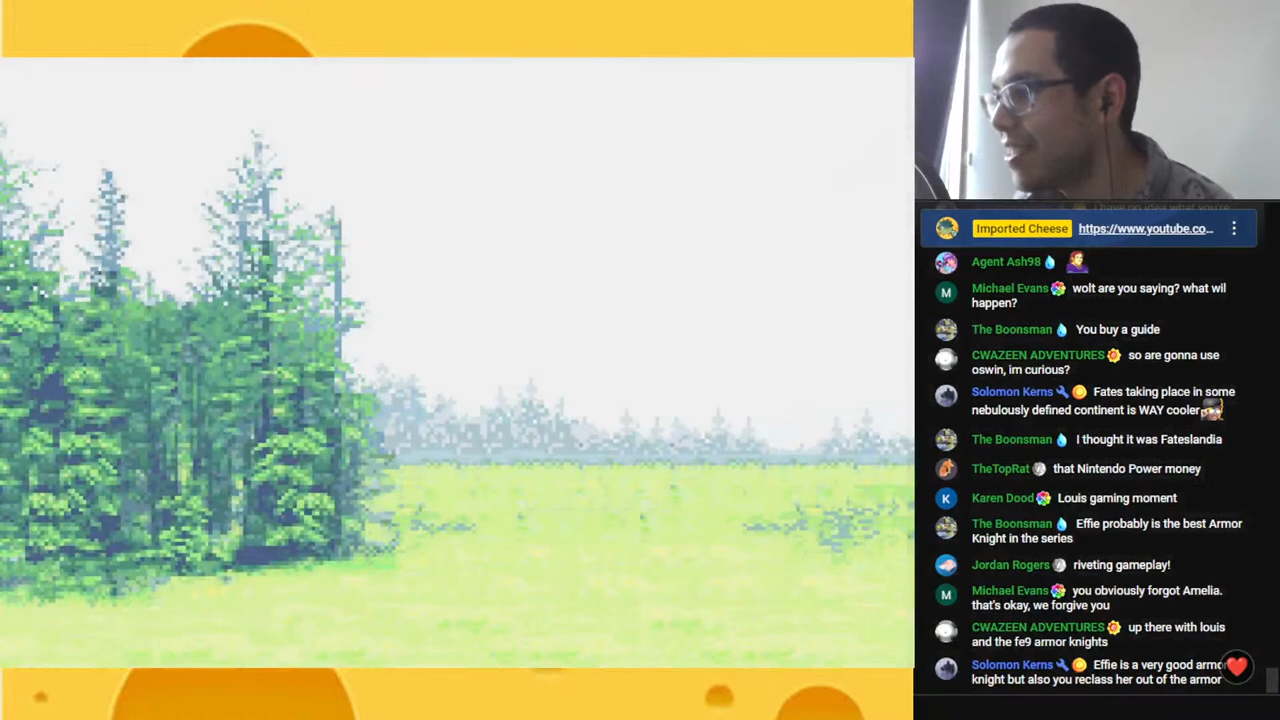 Imported Cheese https://www.youtube.co...
Agent Ash98
Michael Evans wolt are you saying? what wil
happen?
The Boonsman You buy a guide
CWAZEEN ADVENTURES so are gonna use
oswin, im curious?
Solomon Kerns Fates taking place in some
nebulously defined continent is WAY cooler
The Boonsman I thought it was Fateslandia
TheTopRat that Nintendo Power money
K
Karen Dood Louis gaming moment
The Boonsman Effie probably is the best Armor
Knight in the series
Jordan Rogers riveting gameplay!
M
Michael Evans you obviously forgot Amelia.
that's okay, we forgive you
CWAZEEN ADVENTURES up there with louis
and the fe9 armor knights
Solomon Kerns Effie is a very good armor
knight but also you reclass her out of the armor